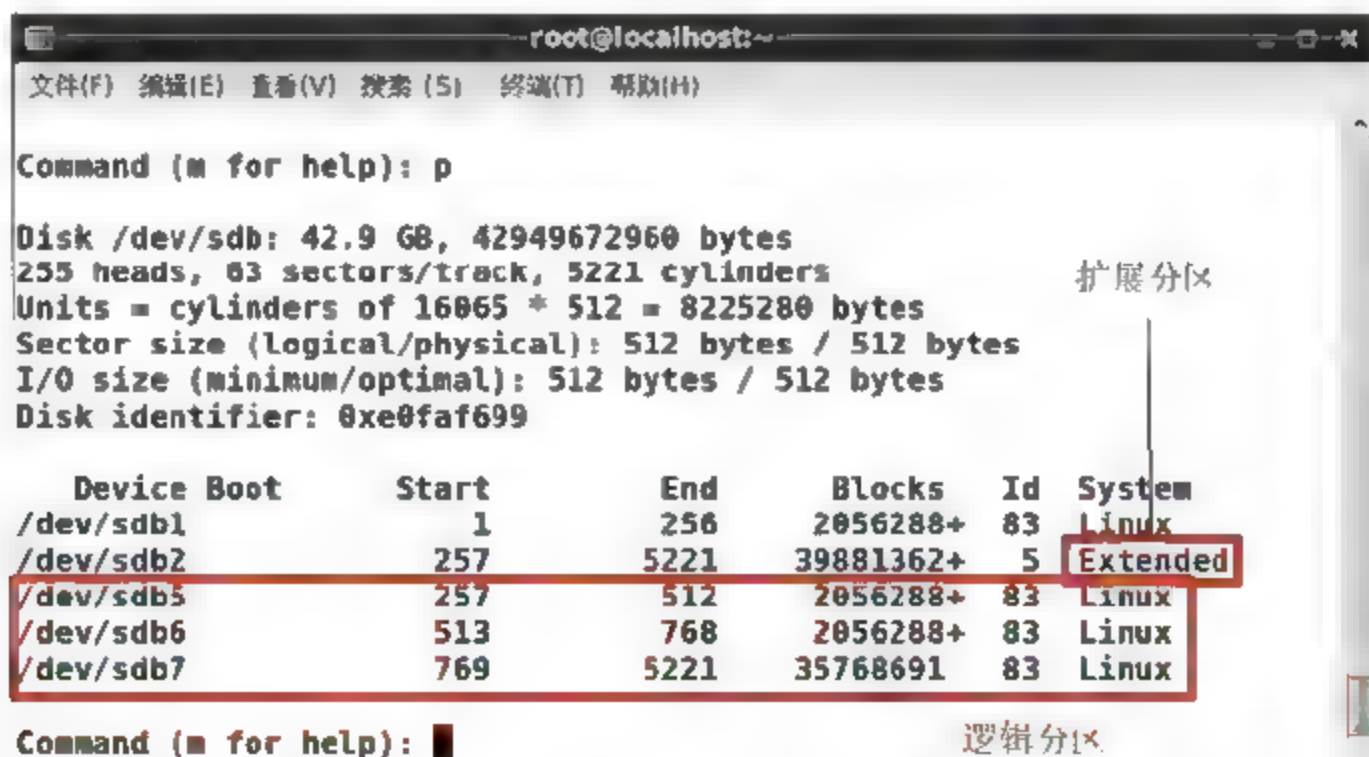 root@localhost:~
文件(F) 编辑(E) 查看(V) 搜索 (S) 终端(T) 帮助(H)
Command (m for help): p
Disk /dev/sdb: 42.9 GB, 42949672960 bytes
255 heads, 63 sectors/track, 5221 cylinders
Units = cylinders of 16065 * 512 = 8225280 bytes
Sector size (logical/physical): 512 bytes / 512 bytes
I/O size (minimum/optimal): 512 bytes / 512 bytes
Disk identifier: 0xe0faf699
扩展分区
Device Boot Start End Blocks Id System
/dev/sdb1 1 256 2056288+ 83 Linux
/dev/sdb2 257 5221 39881362+ 5 Extended
/dev/sdb5 257 512 2056288+ 83 Linux
/dev/sdb6 513 768 2056288+ 83 Linux
/dev/sdb7 769 5221 35768691 83 Linux
Command (m for help):
逻辑分区